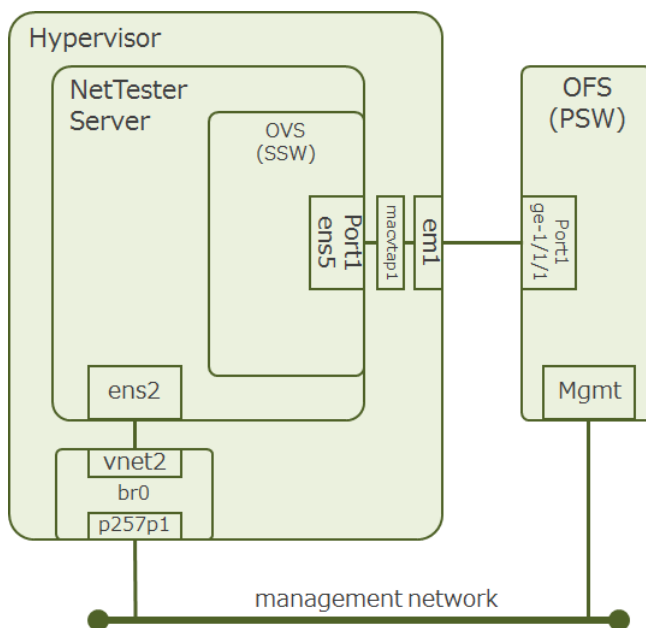 Hypervisor
NetTester
Server
OVS
(SSW)
Port1
ens5
macvtap1
em1
OFS
(PSW)
Port1
ge-1/1/1
ens2
Mgmt
vnet2
br0
p257p1
management network